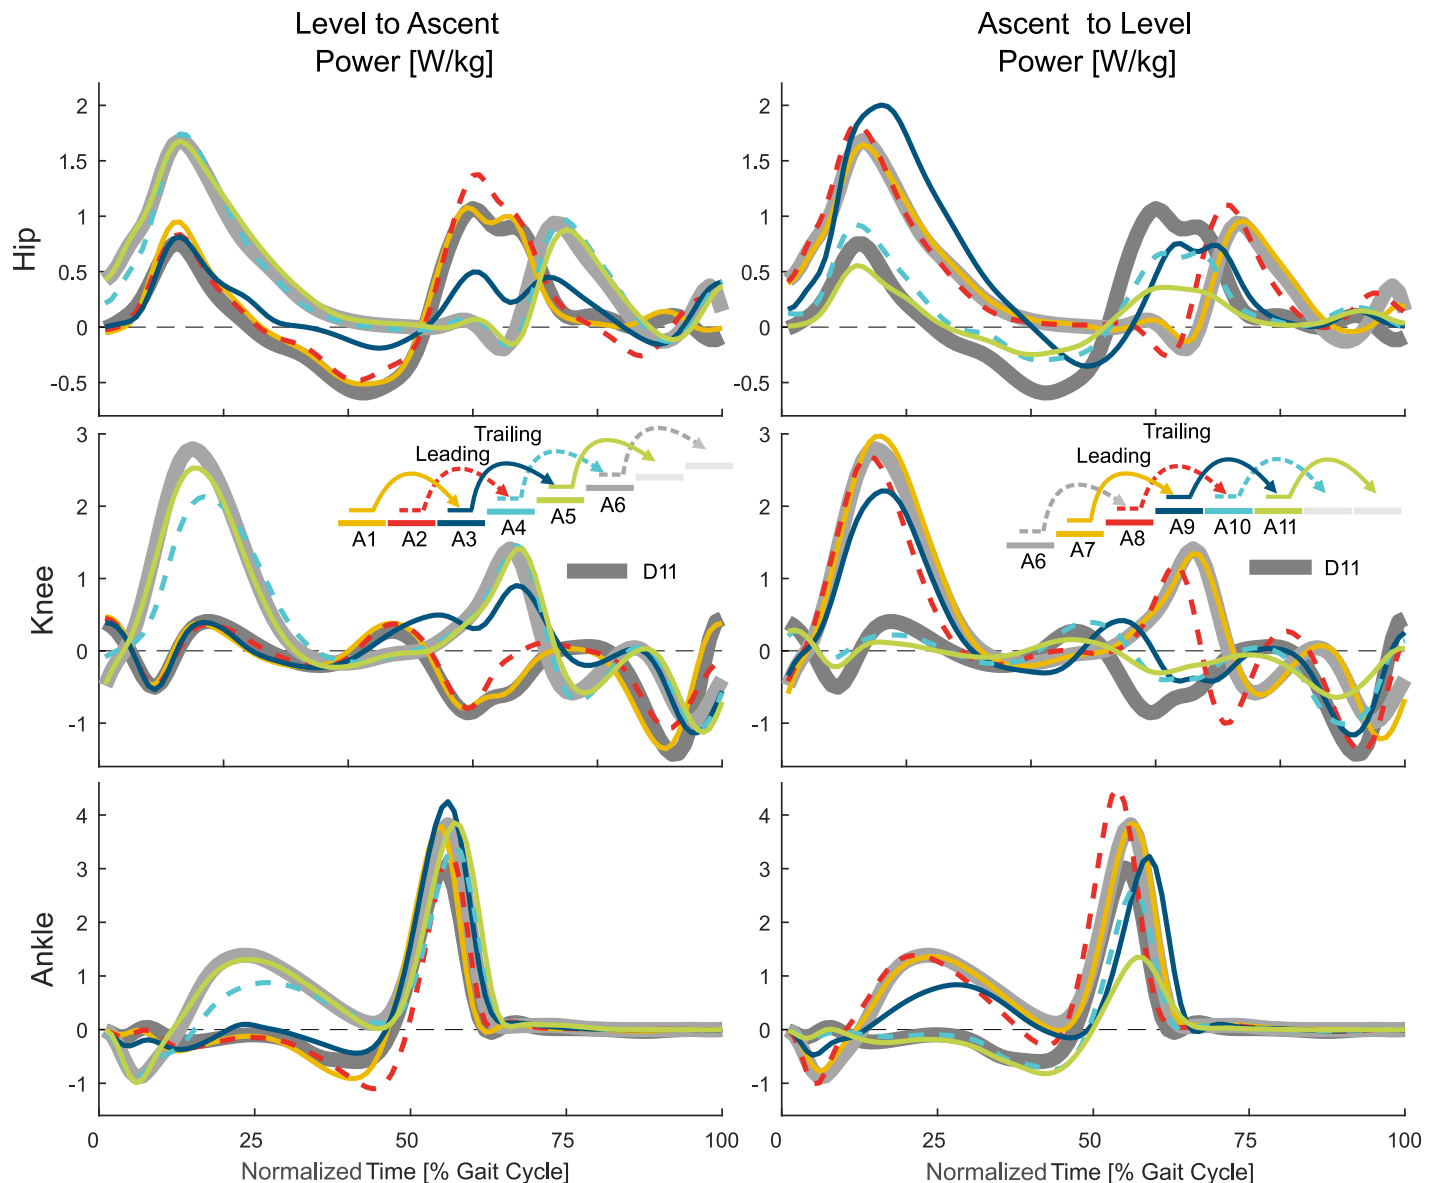 Level to Ascent
Power [W/kg]
Ascent to Level
Power [W/kg]
Hip
2
1.5
1
0.5
0
-0.5
2
1.5
1
0.5
0
-0.5
Knee
3
2
1
0
-1
Trailing
Leading
A1
A2
A3
A4
A5
A6
D11
3
2
1
0
-1
Trailing
Leading
A6
A7
A8
A9
A10
A11
D11
Ankle
4
3
2
1
0
-1
0
25
50
75
100
Normalized Time [% Gait Cycle]
4
3
2
1
0
-1
0
25
50
75
100
Normalized Time [% Gait Cycle]